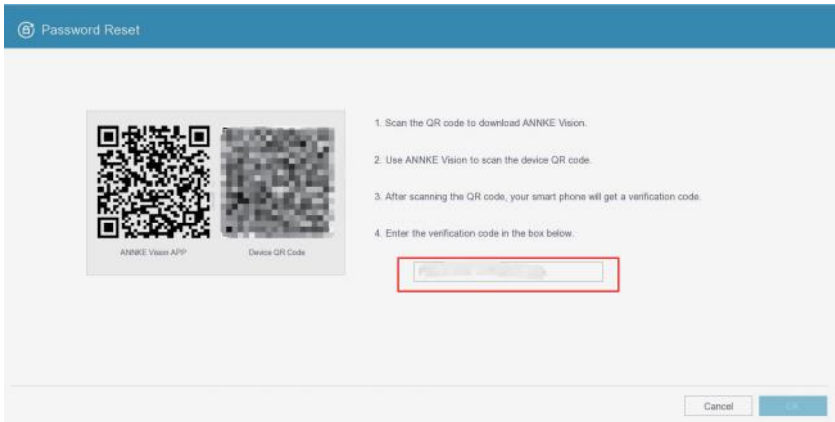 Password Reset
1. Scan the QR code to download ANNKE Vision.
2. Use ANNKE Vision to scan the device QR code.
3. After scanning the QR code, your smart phone will get a verification code.
4. Enter the verification code in the box below.
ANNKE Vision APP
Device QR Code
Cancel
OK